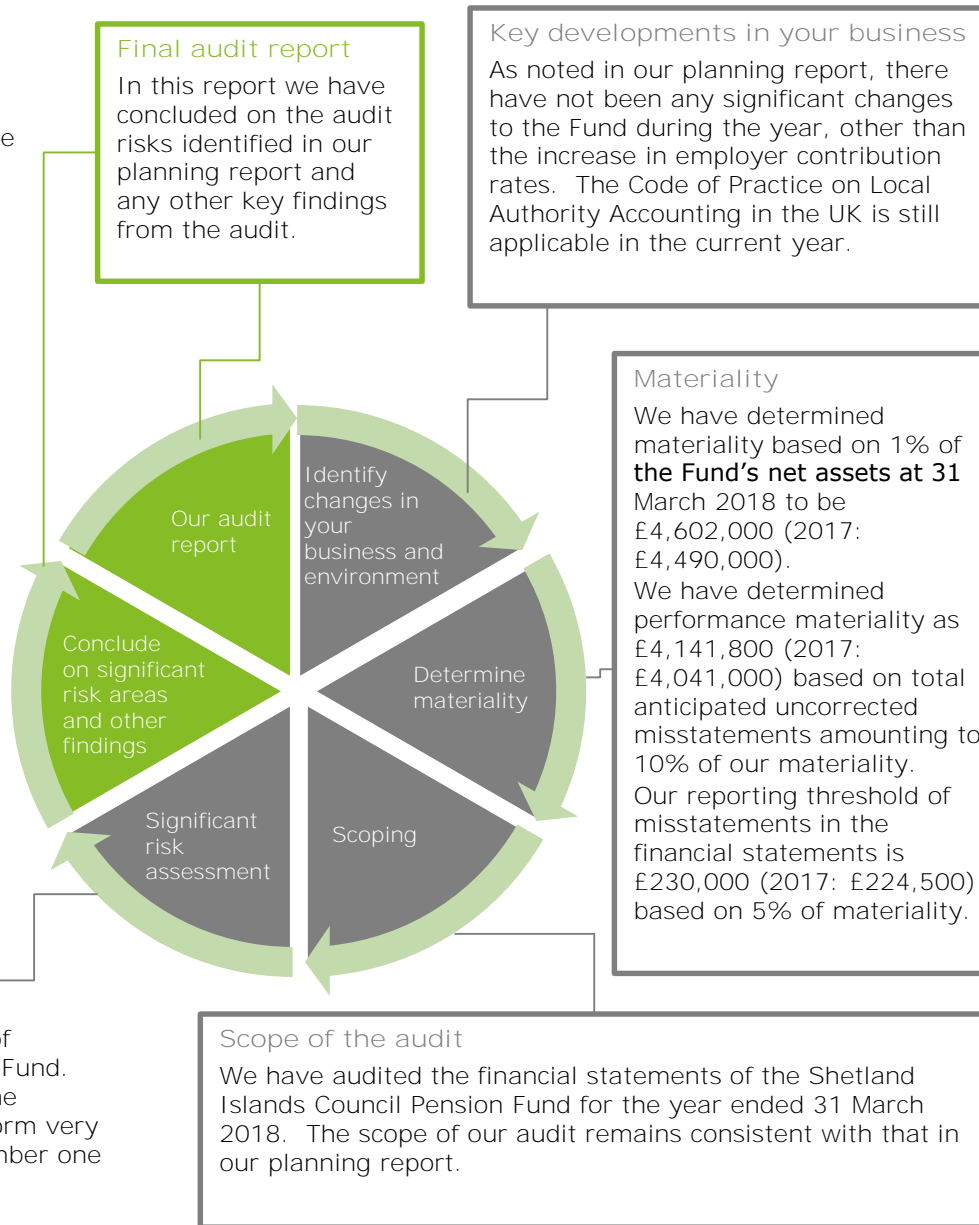 Final audit report
In this report we have
concluded on the audit
risks identified in our
planning report and
any other key findings
from the audit.
Key developments in your business
As noted in our planning report, there
have not been any significant changes
to the Fund during the year, other than
the increase in employer contribution
rates. The Code of Practice on Local
Authority Accounting in the UK is still
applicable in the current year.
Materiality
We have determined
materiality based on 1% of
the Fund's net assets at 31
March 2018 to be
£4,602,000 (2017:
£4,490,000).
We have determined
performance materiality as
£4,141,800 (2017:
£4,041,000) based on total
anticipated uncorrected
misstatements amounting to
10% of our materiality.
Our reporting threshold of
misstatements in the
financial statements is
£230,000 (2017: £224,500)
based on 5% of materiality.
Identify
changes in
your
business and
environment
Determine
materiality
Scoping
Significant
risk
assessment
Conclude
on significant
risk areas
and other
findings
Our audit
report
Fund.
Scope of the audit
We have audited the financial statements of the Shetland
Islands Council Pension Fund for the year ended 31 March
2018. The scope of our audit remains consistent with that in
our planning report.
very
one